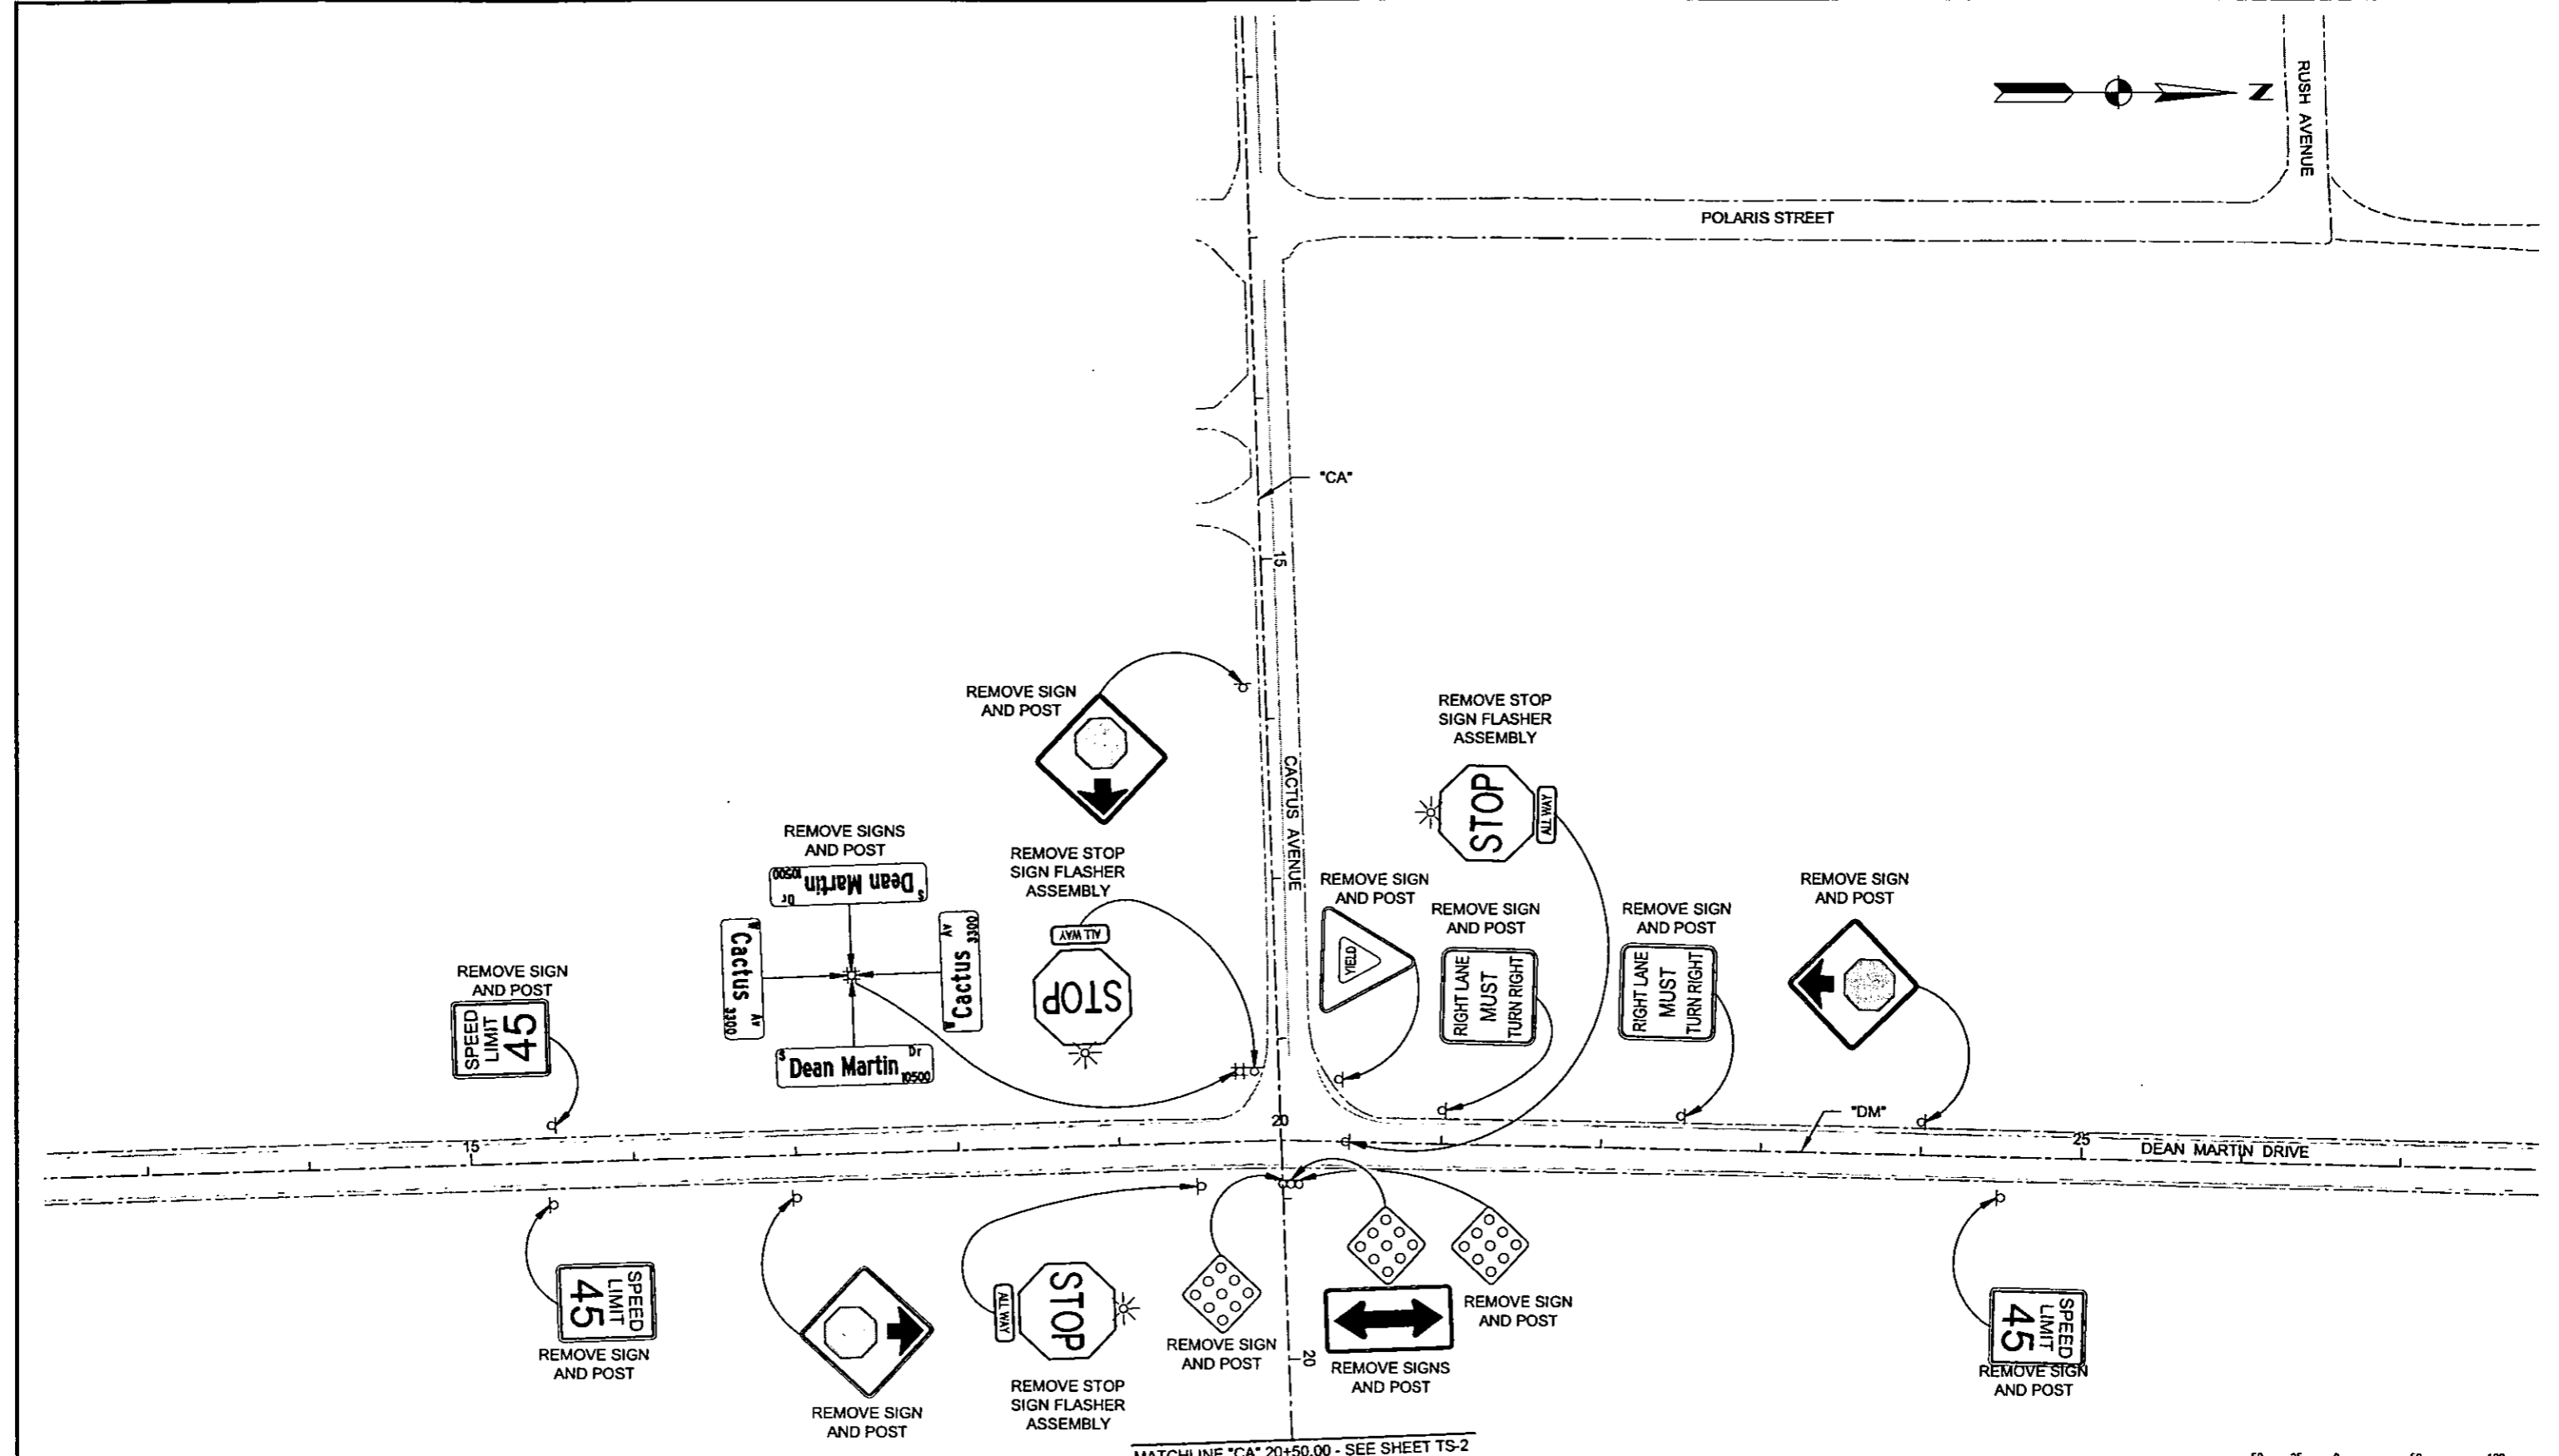 RUSH AVENUE
N
POLARIS STREET
"CA"
15
REMOVE SIGN
AND POST
REMOVE STOP
SIGN FLASHER
ASSEMBLY
STOP
ALL WAY
CACTUS AVENUE
REMOVE SIGNS
AND POST
S Dean Martin Dr
10500
W Cactus Av
3300
W Cactus Av
3300
S Dean Martin Dr
10500
REMOVE STOP
SIGN FLASHER
ASSEMBLY
ALL WAY
STOP
REMOVE SIGN
AND POST
YIELD
REMOVE SIGN
AND POST
RIGHT LANE
MUST
TURN RIGHT
REMOVE SIGN
AND POST
RIGHT LANE
MUST
TURN RIGHT
REMOVE SIGN
AND POST
REMOVE SIGN
AND POST
SPEED
LIMIT
45
15
20
"DM"
25
DEAN MARTIN DRIVE
SPEED
LIMIT
45
REMOVE SIGN
AND POST
REMOVE SIGN
AND POST
ALL WAY
STOP
REMOVE STOP
SIGN FLASHER
ASSEMBLY
REMOVE SIGN
AND POST
REMOVE SIGNS
AND POST
REMOVE SIGN
AND POST
20
SPEED
LIMIT
45
REMOVE SIGN
AND POST
MATCHLINE "CA" 20+50.00 - SEE SHEET TS-2
50 25 0 50 100